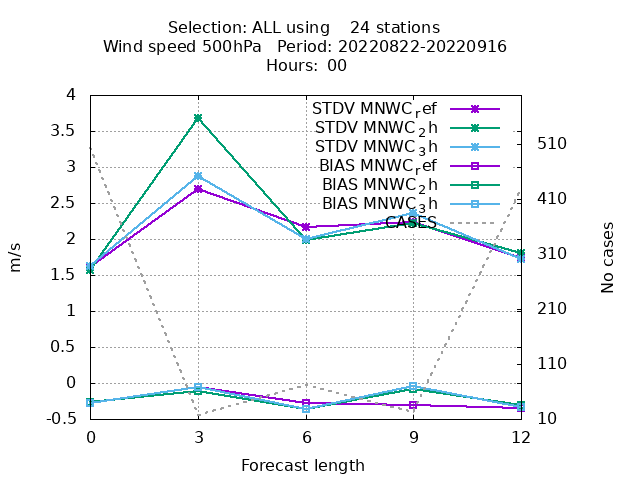 Selection: ALL using    24 stations
Wind speed 500hPa   Period: 20220822-20220916
Hours: 00
STDV MNWC_ref
STDV MNWC_2h
STDV MNWC_3h
BIAS MNWC_ref
BIAS MNWC_2h
BIAS MNWC_3h
CASES
4
3.5
3
2.5
2
1.5
1
0.5
0
-0.5
m/s
510
410
310
210
110
10
No cases
0 3 6 9 12
Forecast length